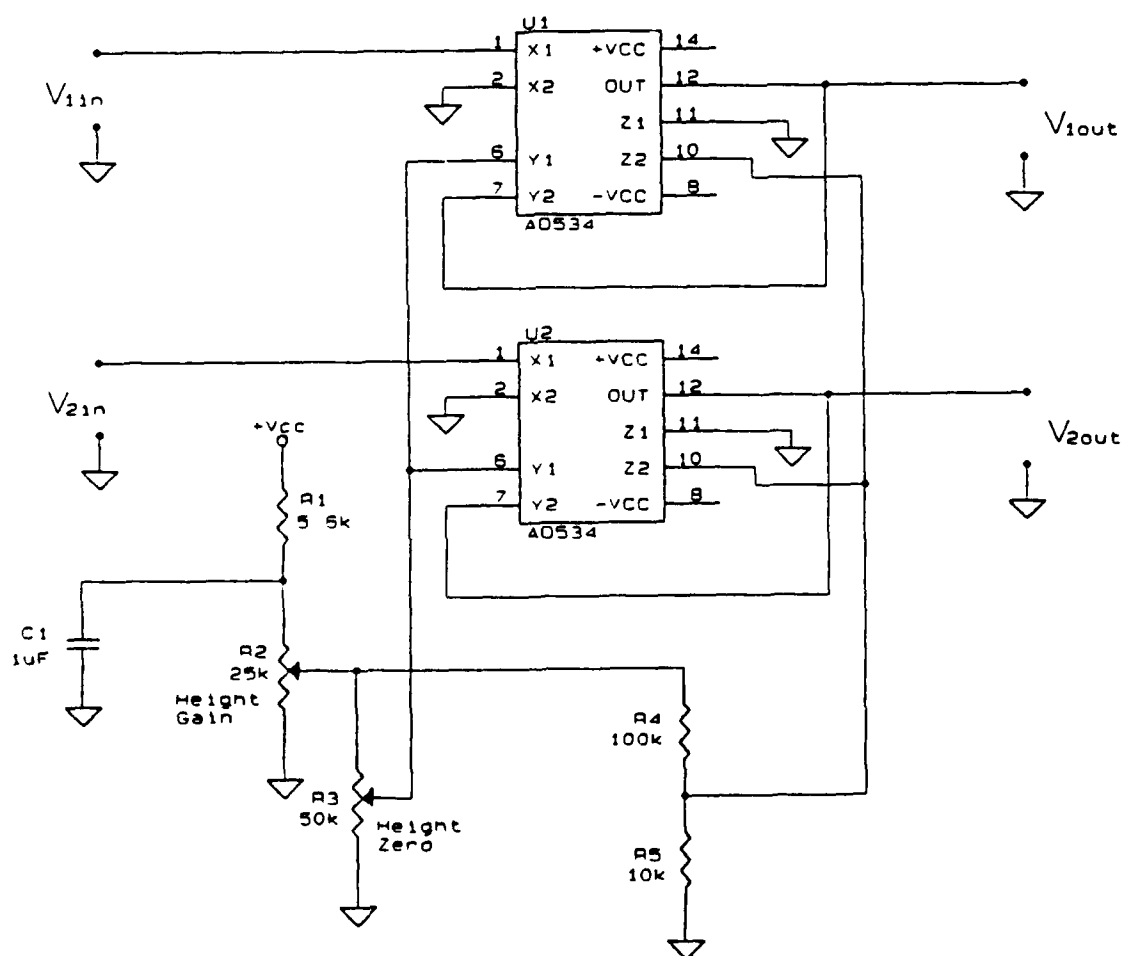 U1
1 X1 +VCC 14
2 X2 OUT 12
Z1 11
6 Y1 Z2 10
7 Y2 -VCC 8
AD534
V1in
V1out
U2
1 X1 +VCC 14
2 X2 OUT 12
Z1 11
6 Y1 Z2 10
7 Y2 -VCC 8
AD534
V2in
V2out
+VCC
R1
5 6k
C1
1uF
R2
25k
Height
Gain
R3
50k
Height
Zero
R4
100k
R5
10k